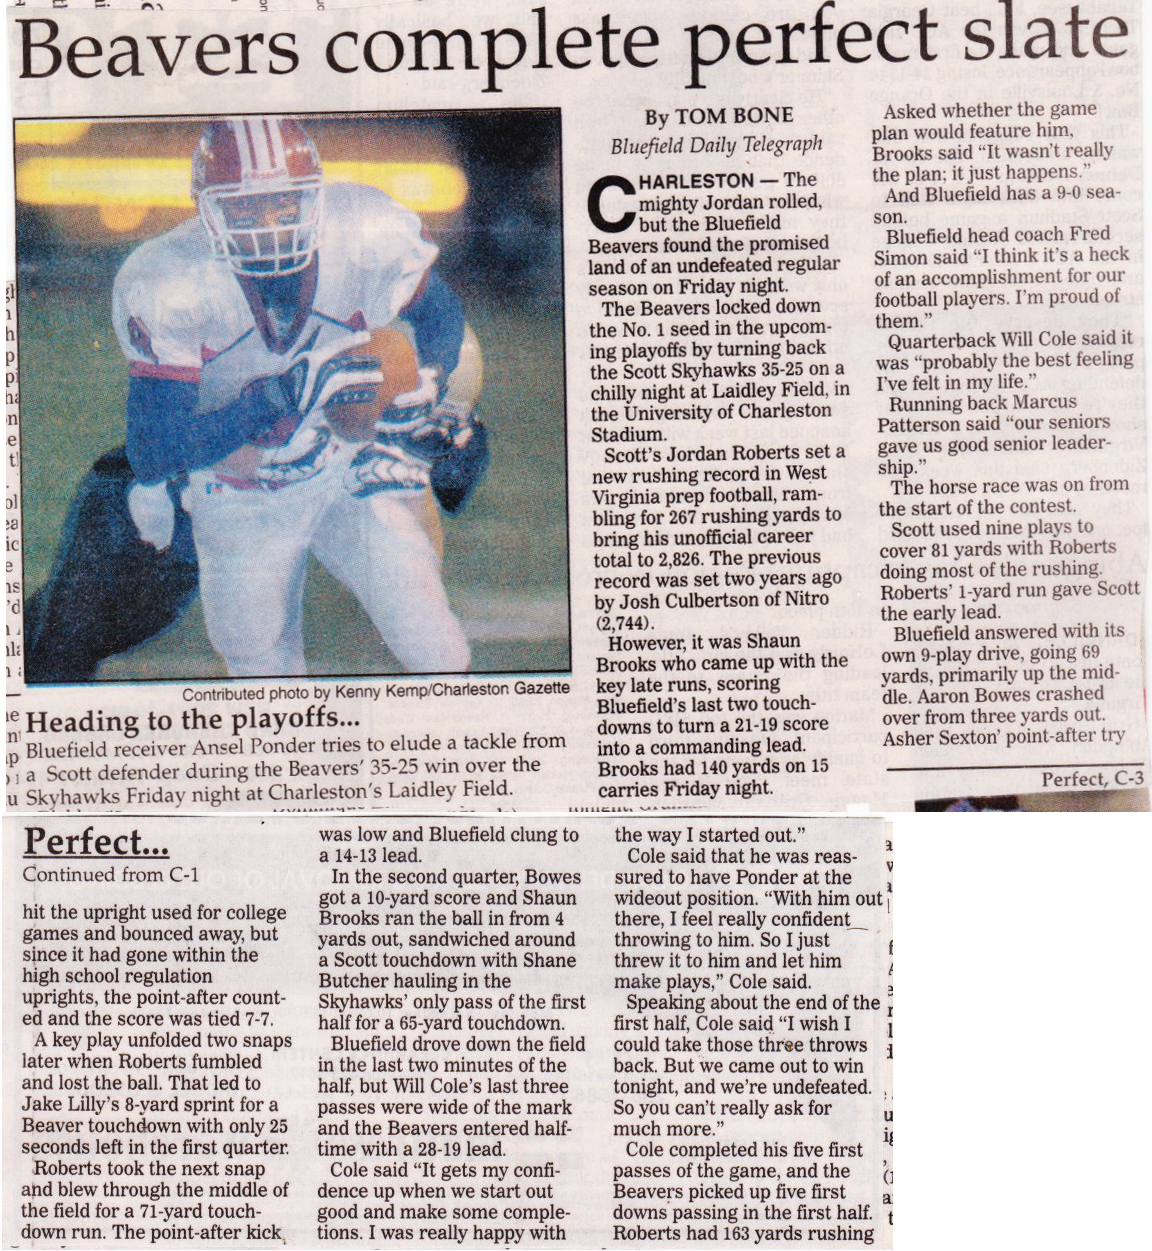 Beavers complete perfect slate
Contributed photo by Kenny Kemp/Charleston Gazette
Heading to the playoffs...
Bluefield receiver Ansel Ponder tries to elude a tackle from
a Scott defender during the Beavers' 35-25 win over the
Skyhawks Friday night at Charleston's Laidley Field.
By TOM BONE
Bluefield Daily Telegraph
CHARLESTON — The
mighty Jordan rolled,
but the Bluefield
Beavers found the promised
land of an undefeated regular
season on Friday night.
The Beavers locked down
the No. 1 seed in the upcom-
ing playoffs by turning back
the Scott Skyhawks 35-25 on a
chilly night at Laidley Field, in
the University of Charleston
Stadium.
Scott's Jordan Roberts set a
new rushing record in West
Virginia prep football, ram-
bling for 267 rushing yards to
bring his unofficial career
total to 2,826. The previous
record was set two years ago
by Josh Culbertson of Nitro
(2,744).
However, it was Shaun
Brooks who came up with the
key late runs, scoring
Bluefield's last two touch-
downs to turn a 21-19 score
into a commanding lead.
Brooks had 140 yards on 15
carries Friday night.
Asked whether the game
plan would feature him,
Brooks said “It wasn't really
the plan; it just happens.”
And Bluefield has a 9-0 sea-
son.
Bluefield head coach Fred
Simon said “I think it's a heck
of an accomplishment for our
football players. I'm proud of
them.”
Quarterback Will Cole said it
was “probably the best feeling
I've felt in my life.”
Running back Marcus
Patterson said “our seniors
gave us good senior leader-
ship.”
The horse race was on from
the start of the contest.
Scott used nine plays to
cover 81 yards with Roberts
doing most of the rushing.
Roberts' 1-yard run gave Scott
the early lead.
Bluefield answered with its
own 9-play drive, going 69
yards, primarily up the mid-
dle. Aaron Bowes crashed
over from three yards out.
Asher Sexton' point-after try
Perfect, C-3
Perfect...
Continued from C-1
hit the upright used for college
games and bounced away, but
since it had gone within the
high school regulation
uprights, the point-after count-
ed and the score was tied 7-7.
A key play unfolded two snaps
later when Roberts fumbled
and lost the ball. That led to
Jake Lilly's 8-yard sprint for a
Beaver touchdown with only 25
seconds left in the first quarter.
Roberts took the next snap
and blew through the middle of
the field for a 71-yard touch-
down run. The point-after kick
was low and Bluefield clung to
a 14-13 lead.
In the second quarter, Bowes
got a 10-yard score and Shaun
Brooks ran the ball in from 4
yards out, sandwiched around
a Scott touchdown with Shane
Butcher hauling in the
Skyhawks' only pass of the first
half for a 65-yard touchdown.
Bluefield drove down the field
in the last two minutes of the
half, but Will Cole's last three
passes were wide of the mark
and the Beavers entered half-
time with a 28-19 lead.
Cole said “It gets my confi-
dence up when we start out
good and make some comple-
tions. I was really happy with
the way I started out.”
Cole said that he was reas-
sured to have Ponder at the
wideout position. “With him out
there, I feel really confident
throwing to him. So I just
threw it to him and let him
make plays,” Cole said.
Speaking about the end of the
first half, Cole said “I wish I
could take those three throws
back. But we came out to win
tonight, and we're undefeated.
So you can't really ask for
much more.”
Cole completed his five first
passes of the game, and the
Beavers picked up five first
downs passing in the first half.
Roberts had 163 yards rushing